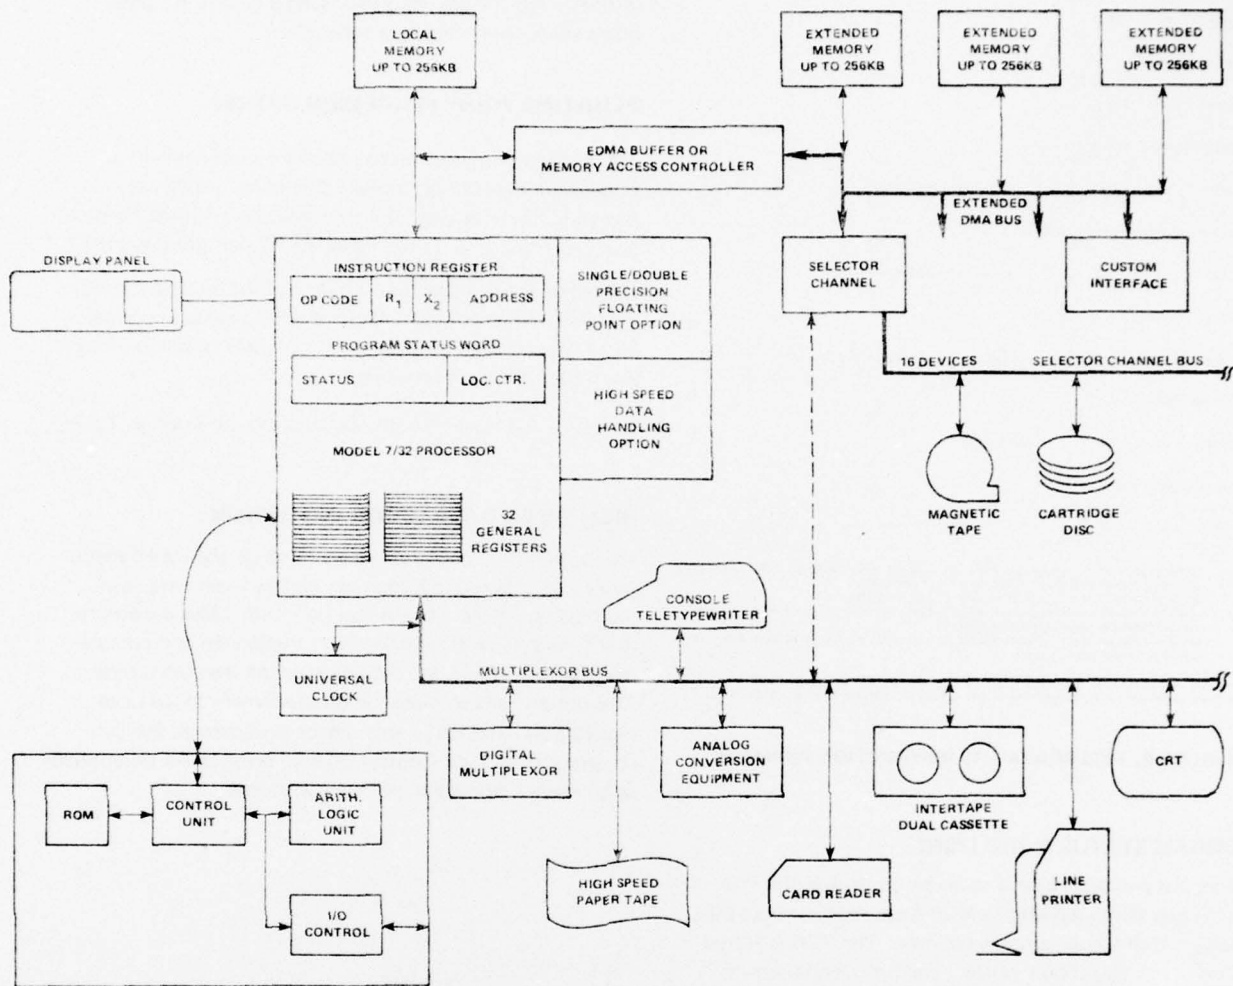 LOCAL
MEMORY
UP TO 256KB
EXTENDED
MEMORY
UP TO 256KB
EXTENDED
MEMORY
UP TO 256KB
EXTENDED
MEMORY
UP TO 256KB
EDMA BUFFER OR
MEMORY ACCESS CONTROLLER
EXTENDED
DMA BUS
DISPLAY PANEL
INSTRUCTION REGISTER
OP CODE R1 X2 ADDRESS
PROGRAM STATUS WORD
STATUS LOC. CTR.
MODEL 7/32 PROCESSOR
32
GENERAL
REGISTERS
SINGLE/DOUBLE
PRECISION
FLOATING
POINT OPTION
HIGH SPEED
DATA
HANDLING
OPTION
SELECTOR
CHANNEL
CUSTOM
INTERFACE
16 DEVICES SELECTOR CHANNEL BUS
MAGNETIC
TAPE
CARTRIDGE
DISC
CONSOLE
TELETYPEWRITER
UNIVERSAL
CLOCK
MULTIPLEXOR BUS
DIGITAL
MULTIPLEXOR
ANALOG
CONVERSION
EQUIPMENT
INTERTAPE
DUAL CASSETTE
CRT
ROM
CONTROL
UNIT
ARITH.
LOGIC
UNIT
I/O
CONTROL
HIGH SPEED
PAPER TAPE
CARD READER
LINE
PRINTER